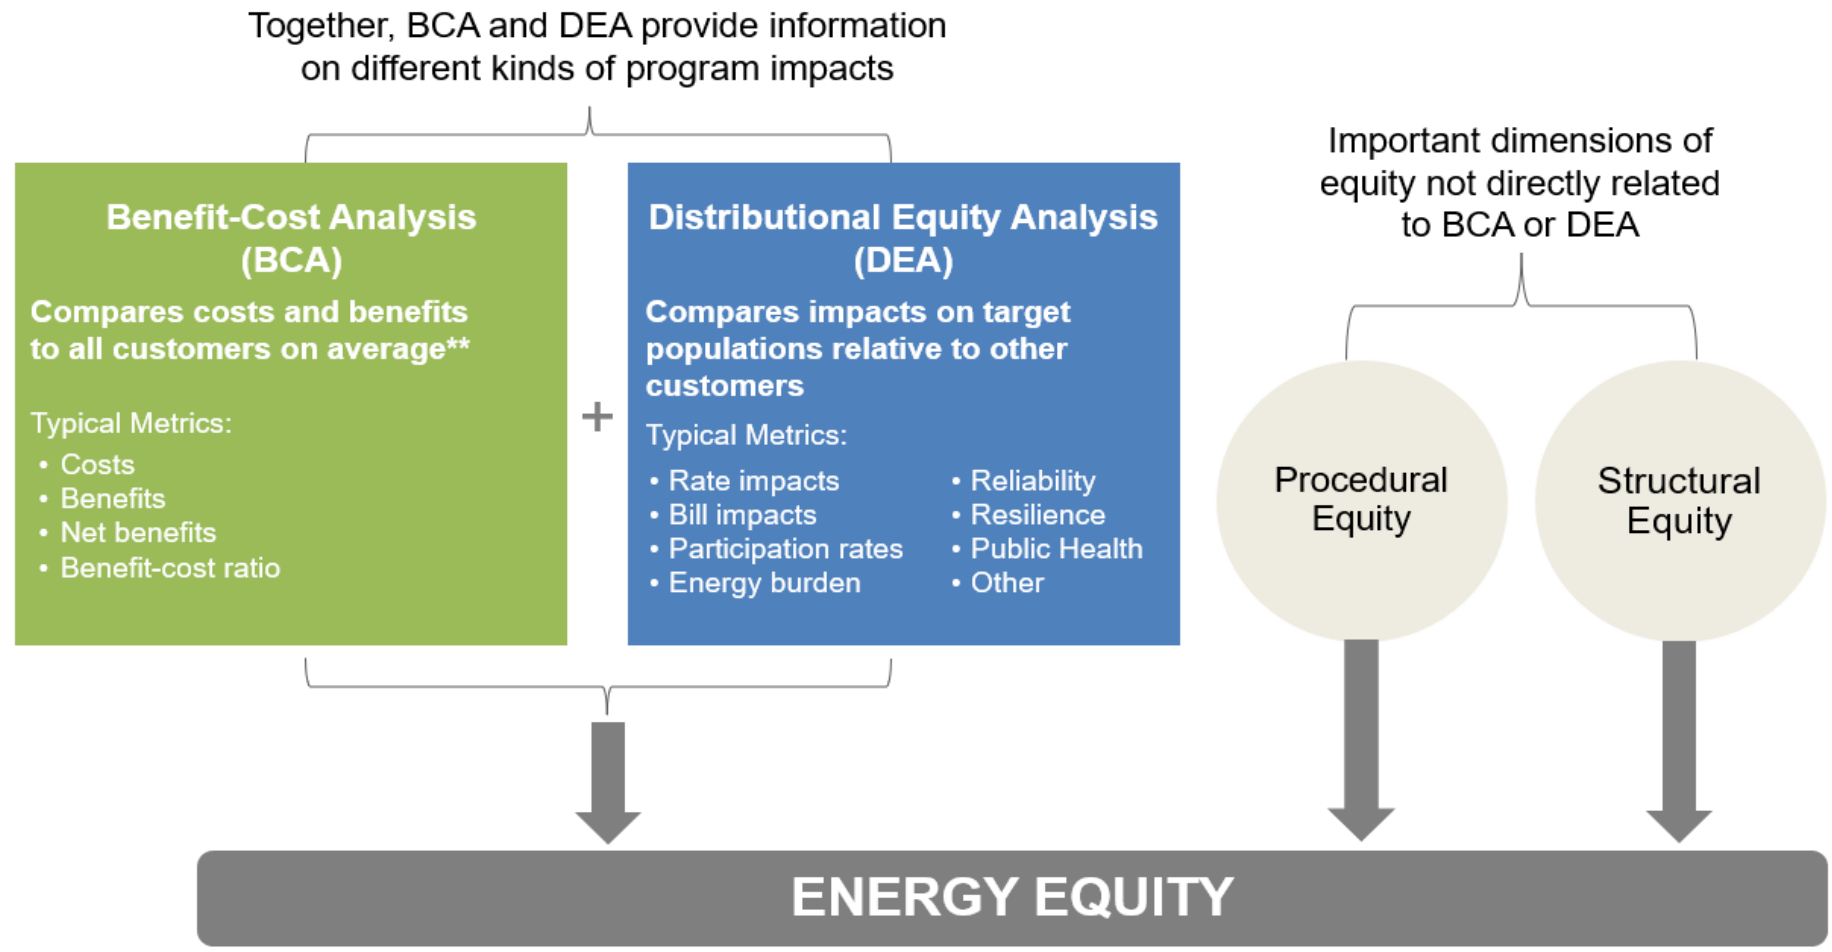 Together, BCA and DEA provide information
on different kinds of program impacts
Benefit-Cost Analysis
(BCA)
Compares costs and benefits
to all customers on average**
Typical Metrics:
• Costs
• Benefits
• Net benefits
• Benefit-cost ratio
+
Distributional Equity Analysis
(DEA)
Compares impacts on target
populations relative to other
customers
Typical Metrics:
• Rate impacts
• Bill impacts
• Participation rates
• Energy burden
• Reliability
• Resilience
• Public Health
• Other
Important dimensions of
equity not directly related
to BCA or DEA
Procedural
Equity
Structural
Equity
ENERGY EQUITY